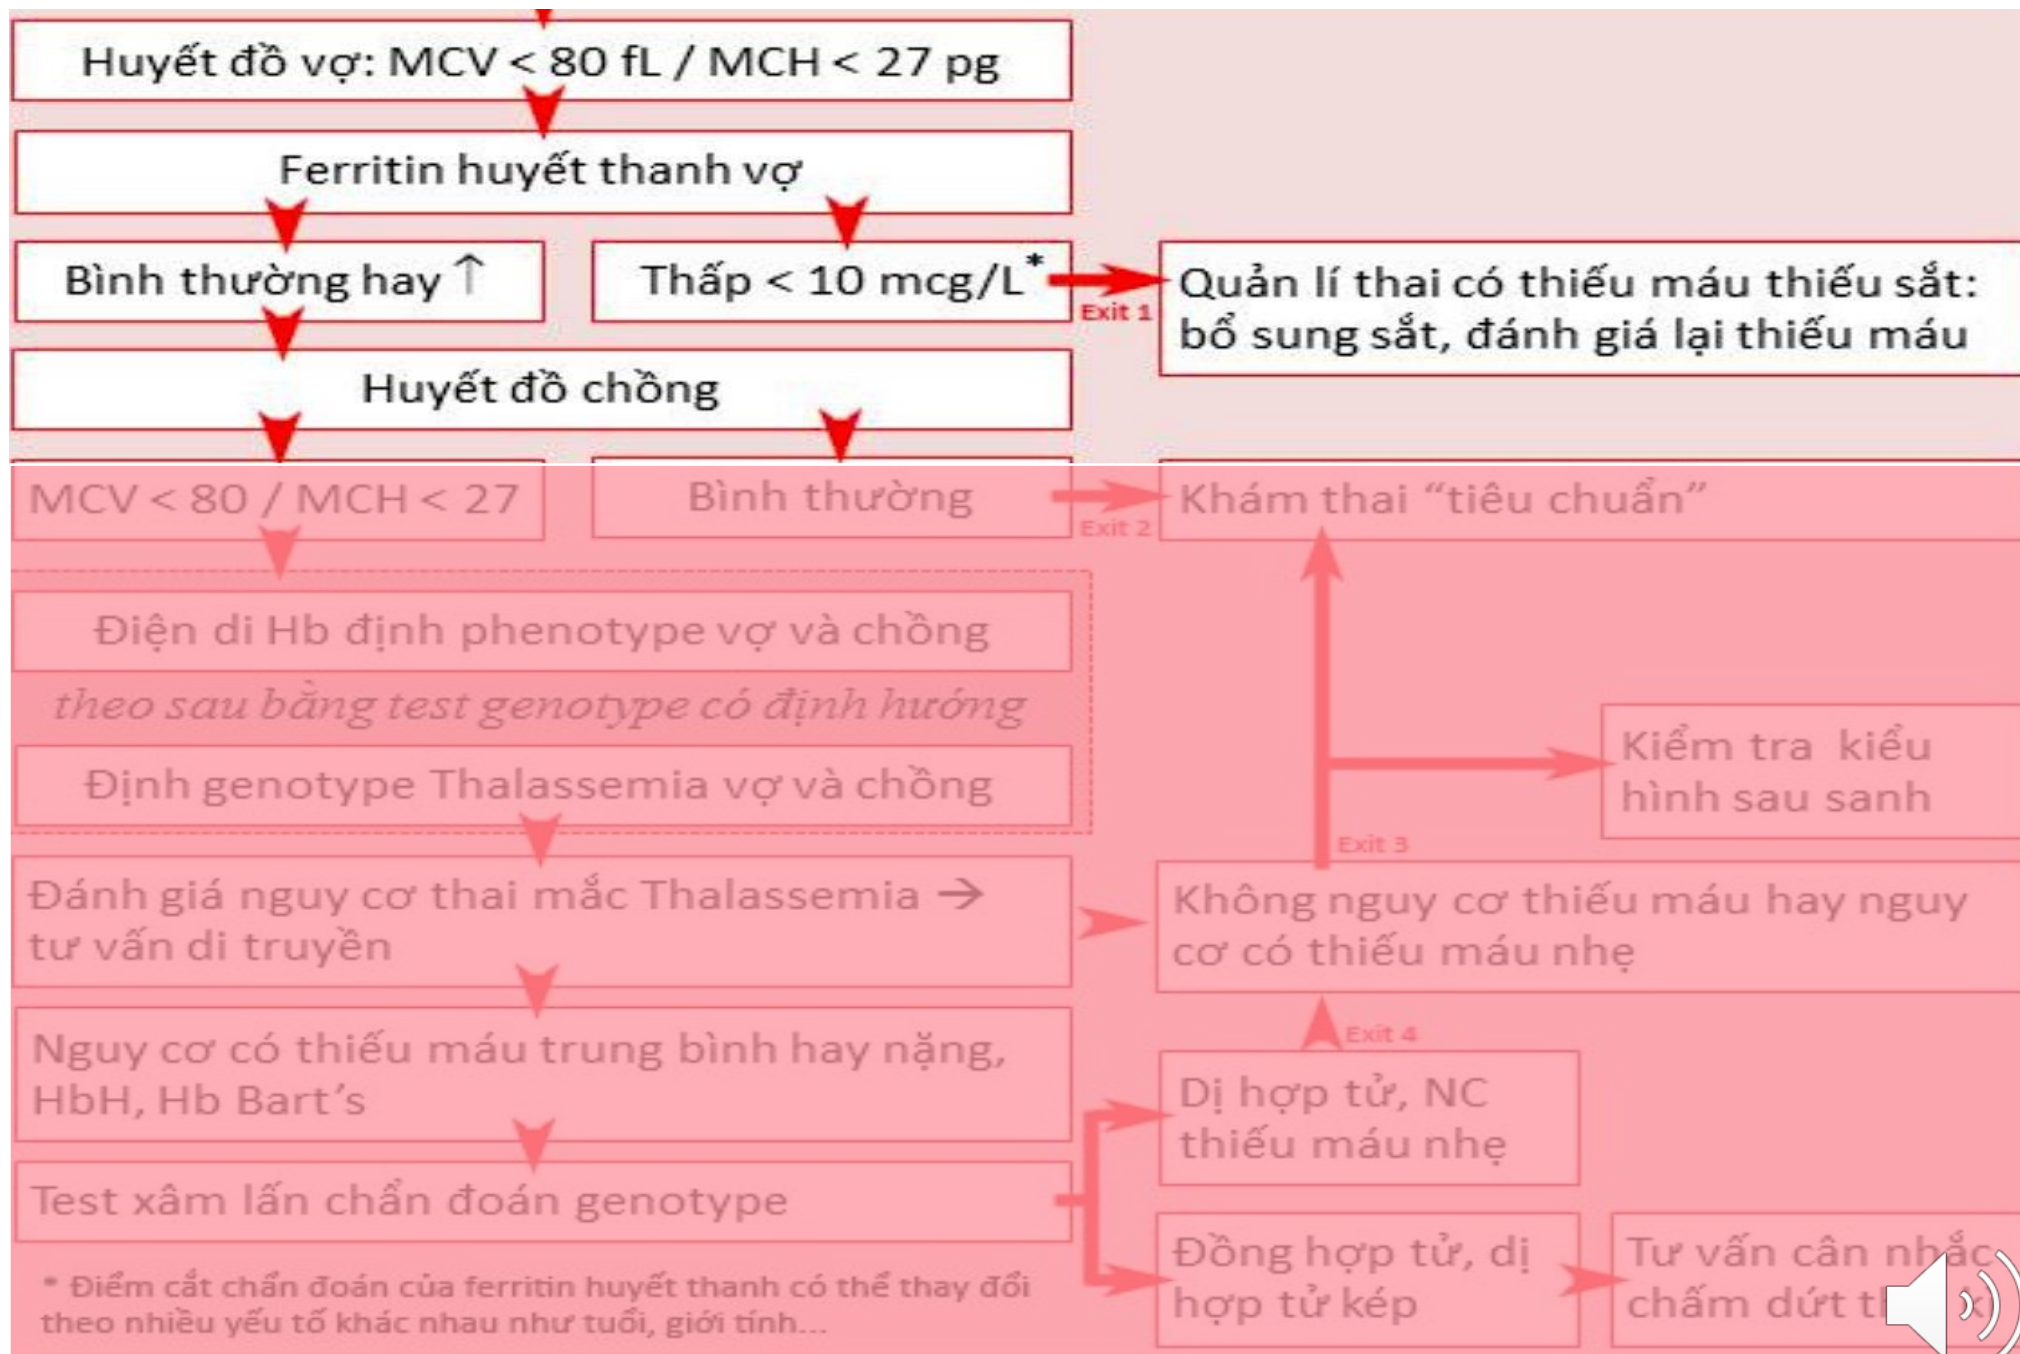 Huyết đồ vợ: MCV < 80 fL / MCH < 27 pg
Ferritin huyết thanh vợ
Bình thường hay ↑
Thấp < 10 mcg/L*
Exit 1
Quản lí thai có thiếu máu thiếu sắt:
bổ sung sắt, đánh giá lại thiếu máu
Huyết đồ chồng
MCV < 80 / MCH < 27
Bình thường
Exit 2
Khám thai “tiêu chuẩn”
Điện di Hb định phenotype vợ và chồng
theo sau bằng test genotype có định hướng
Định genotype Thalassemia vợ và chồng
Kiểm tra kiểu
hình sau sanh
Exit 3
Đánh giá nguy cơ thai mắc Thalassemia →
tư vấn di truyền
Không nguy cơ thiếu máu hay nguy
cơ có thiếu máu nhẹ
Exit 4
Nguy cơ có thiếu máu trung bình hay nặng,
HbH, Hb Bart’s
Dị hợp tử, NC
thiếu máu nhẹ
Test xâm lấn chẩn đoán genotype
Đồng hợp tử, dị
hợp tử kép
Tư vấn cân nhắc
chấm dứt
* Điểm cắt chẩn đoán của ferritin huyết thanh có thể thay đổi
theo nhiều yếu tố khác nhau như tuổi, giới tính...